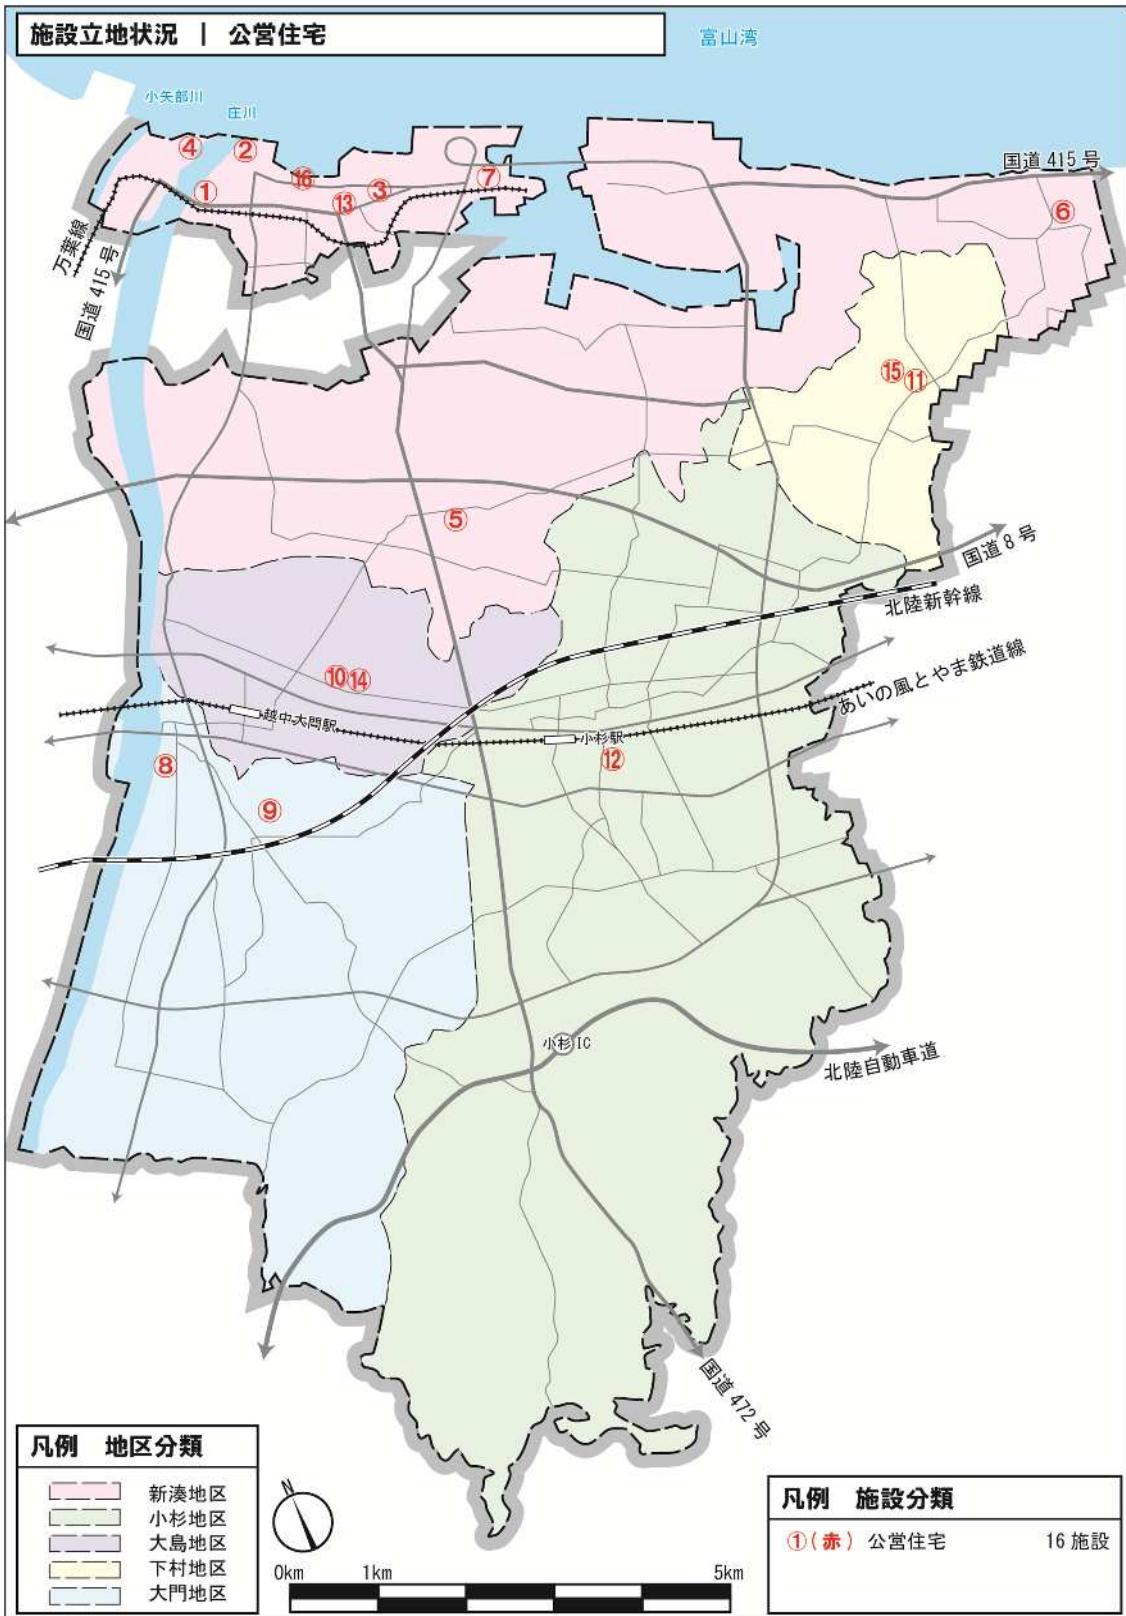 施設立地状況 | 公営住宅
富山湾
小矢部川
庄川
国道415号
④
②
⑯
⑦
①
⑬
③
⑥
万葉線
国道415号
⑮
⑪
⑤
国道8号
北陸新幹線
あいの風とやま鉄道線
⑩
⑭
越中大門駅
小杉駅
⑫
⑧
⑨
小杉IC
北陸自動車道
国道472号
凡例 地区分類
新湊地区
小杉地区
大島地区
下村地区
大門地区
N
0km 1km 5km
凡例 施設分類
①(赤) 公営住宅 16施設